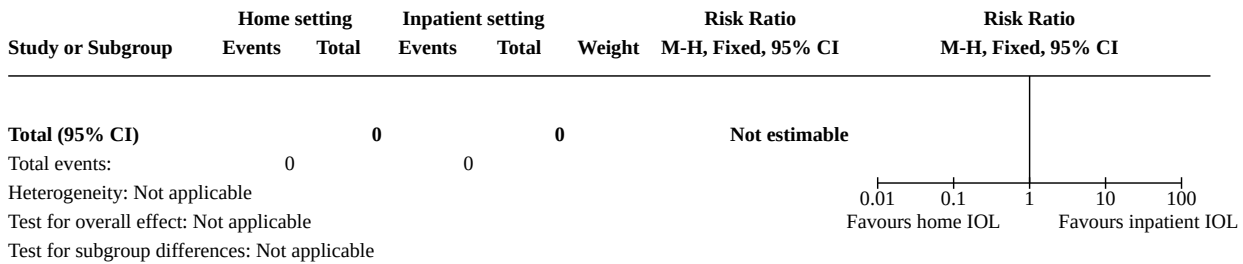 Home setting Inpatient setting Risk Ratio Risk Ratio
Study or Subgroup Events Total Events Total Weight M-H, Fixed, 95% CI M-H, Fixed, 95% CI
Total (95% CI) 0 0 Not estimable
Total events: 0 0
Heterogeneity: Not applicable
0.01 0.1 1 10 100
Test for overall effect: Not applicable Favours home IOL Favours inpatient IOL
Test for subgroup differences: Not applicable